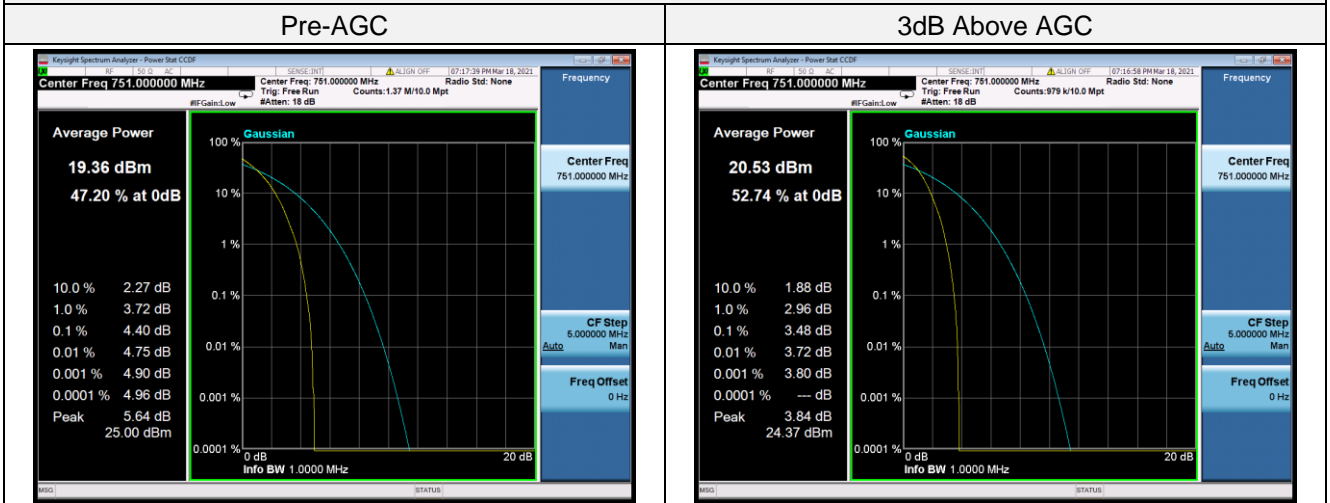 Pre-AGC
3dB Above AGC
Keysight Spectrum Analyzer - Power Stat CCDF
RF 50 Ω AC SENSE:INT ALIGN OFF 07:17:39 PM Mar 18, 2021
Center Freq 751.000000 MHz
Center Freq: 751.000000 MHz Radio Std: None
Trig: Free Run Counts:1.37 M/10.0 Mpt
#IFGain:Low #Atten: 18 dB
Frequency
Average Power
19.36 dBm
47.20 % at 0dB
10.0 % 2.27 dB
1.0 % 3.72 dB
0.1 % 4.40 dB
0.01 % 4.75 dB
0.001 % 4.90 dB
0.0001 % 4.96 dB
Peak 5.64 dB
25.00 dBm
Gaussian
100 %
10 %
1 %
0.1 %
0.01 %
0.001 %
0.0001 %
0 dB 20 dB
Info BW 1.0000 MHz
Center Freq
751.000000 MHz
CF Step
5.000000 MHz
Auto Man
Freq Offset
0 Hz
MSG STATUS
Keysight Spectrum Analyzer - Power Stat CCDF
RF 50 Ω AC SENSE:INT ALIGN OFF 07:16:58 PM Mar 18, 2021
Center Freq 751.000000 MHz
Center Freq: 751.000000 MHz Radio Std: None
Trig: Free Run Counts:979 k/10.0 Mpt
#IFGain:Low #Atten: 18 dB
Frequency
Average Power
20.53 dBm
52.74 % at 0dB
10.0 % 1.88 dB
1.0 % 2.96 dB
0.1 % 3.48 dB
0.01 % 3.72 dB
0.001 % 3.80 dB
0.0001 % --- dB
Peak 3.84 dB
24.37 dBm
Gaussian
100 %
10 %
1 %
0.1 %
0.01 %
0.001 %
0.0001 %
0 dB 20 dB
Info BW 1.0000 MHz
Center Freq
751.000000 MHz
CF Step
5.000000 MHz
Auto Man
Freq Offset
0 Hz
MSG STATUS